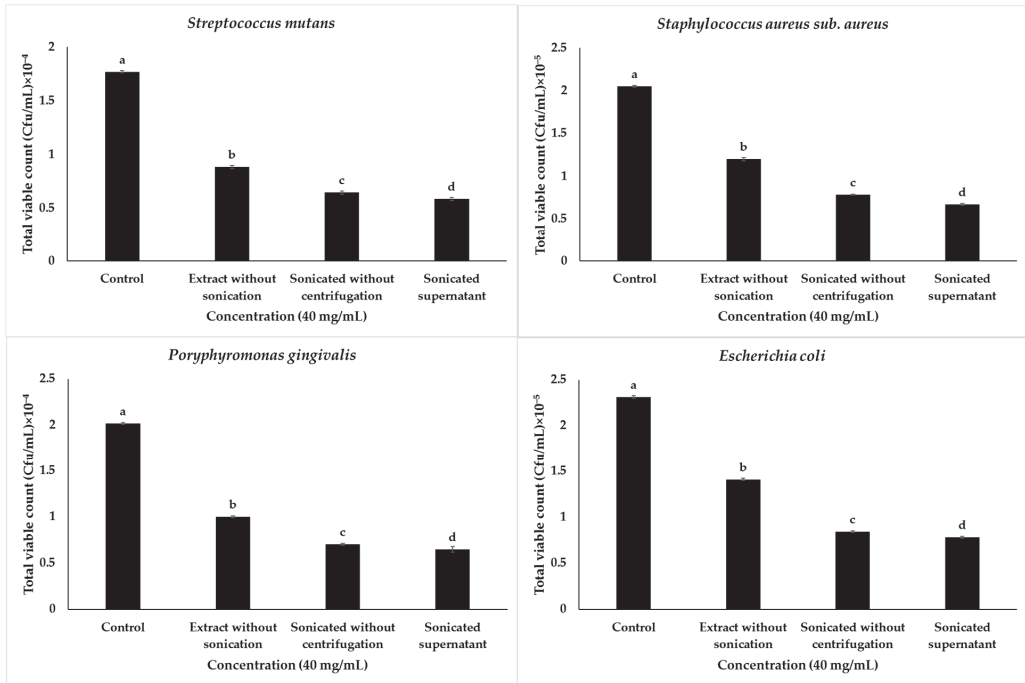 Streptococcus mutans
Total viable count (Cfu/mL)×10⁻⁴
2
1.5
1
0.5
0
a
b
c
d
Control
Extract without
sonication
Sonicated without
centrifugation
Sonicated
supernatant
Concentration (40 mg/mL)
Staphylococcus aureus sub. aureus
Total viable count (Cfu/mL)×10⁻⁵
2.5
2
1.5
1
0.5
0
a
b
c
d
Control
Extract without
sonication
Sonicated without
centrifugation
Sonicated
supernatant
Concentration (40 mg/mL)
Poryphyromonas gingivalis
Total viable count (Cfu/mL)×10⁻⁴
2.5
2
1.5
1
0.5
0
a
b
c
d
Control
Extract without
sonication
Sonicated without
centrifugation
Sonicated
supernatant
Concentration (40 mg/mL)
Escherichia coli
Total viable count (Cfu/mL)×10⁻⁵
2.5
2
1.5
1
0.5
0
a
b
c
d
Control
Extract without
sonication
Sonicated without
centrifugation
Sonicated
supernatant
Concentration (40 mg/mL)